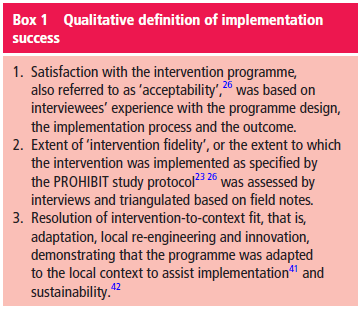 Box 1 Qualitative definition of implementation
success
1. Satisfaction with the intervention programme,
also referred to as ‘acceptability’,26 was based on
interviewees’ experience with the programme design,
the implementation process and the outcome.
2. Extent of ‘intervention fidelity’, or the extent to which
the intervention was implemented as specified by
the PROHIBIT study protocol23 26 was assessed by
interviews and triangulated based on field notes.
3. Resolution of intervention-to-context fit, that is,
adaptation, local re-engineering and innovation,
demonstrating that the programme was adapted
to the local context to assist implementation41 and
sustainability.42